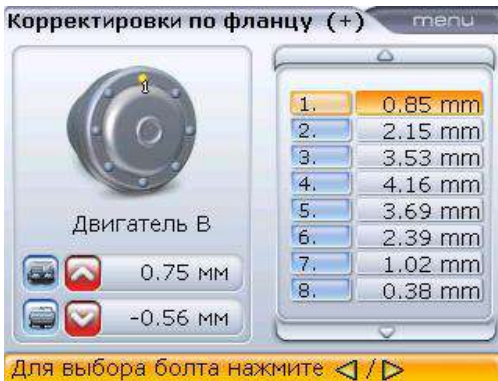 Корректировки по фланцу (+) menu
1
Двигатель В
0.75 мм
-0.56 мм
1. 0.85 mm
2. 2.15 mm
3. 3.53 mm
4. 4.16 mm
5. 3.69 mm
6. 2.39 mm
7. 1.02 mm
8. 0.38 mm
Для выбора болта нажмите ◁ / ▷